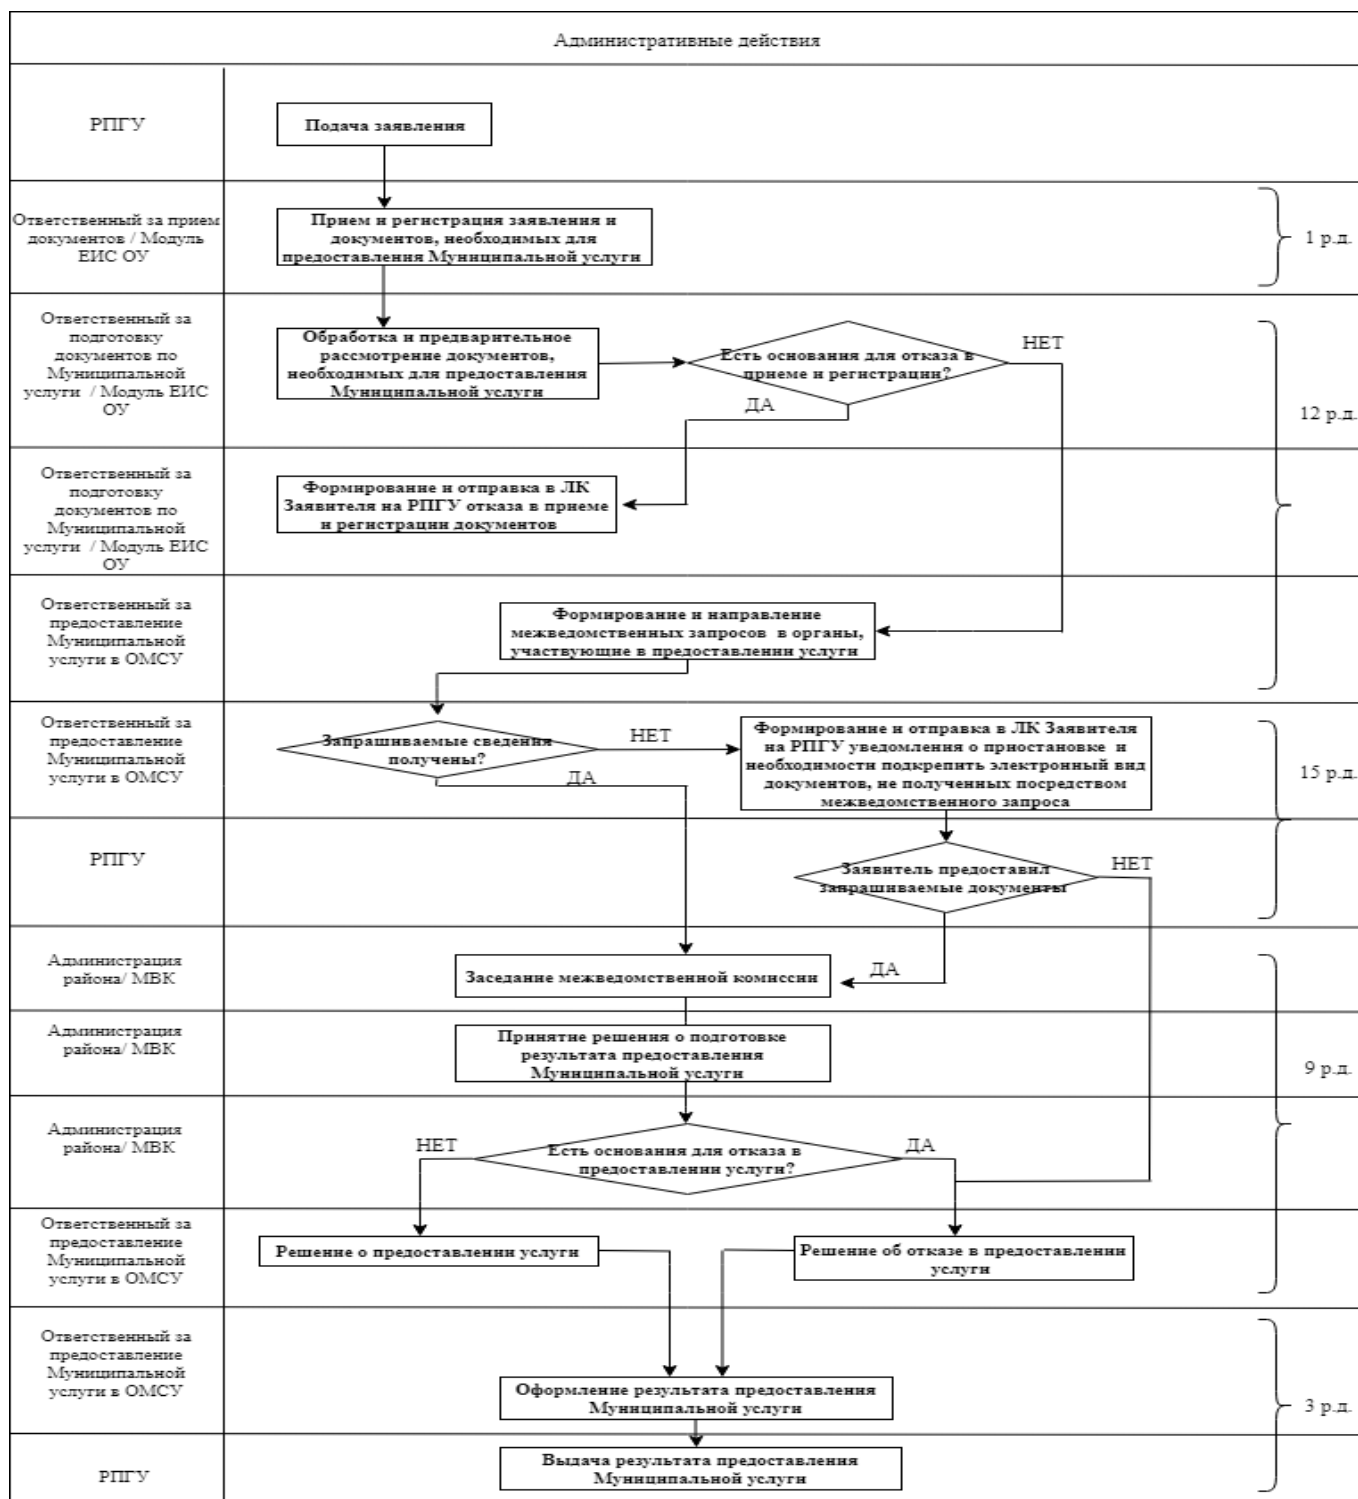 Административные действия
РПГУ
Подача заявления
Ответственный за прием
документов / Модуль
ЕИС ОУ
Прием и регистрация заявления и
документов, необходимых для
предоставления Муниципальной услуги
1 р.д.
Ответственный за
подготовку
документов по
Муниципальной
услуги / Модуль ЕИС
ОУ
Обработка и предварительное
рассмотрение документов,
необходимых для предоставления
Муниципальной услуги
Есть основания для отказа в
приеме и регистрации?
НЕТ
ДА
12 р.д.
Ответственный за
подготовку
документов по
Муниципальной
услуги / Модуль ЕИС
ОУ
Формирование и отправка в ЛК
Заявителя на РПГУ отказа в приеме
и регистрации документов
Ответственный за
предоставление
Муниципальной
услуги в ОМСУ
Формирование и направление
межведомственных запросов в органы,
участвующие в предоставлении услуги
Ответственный за
предоставление
Муниципальной
услуги в ОМСУ
Запрашиваемые сведения
получены?
НЕТ
ДА
Формирование и отправка в ЛК Заявителя
на РПГУ уведомления о приостановке и
необходимости подкрепить электронный вид
документов, не полученных посредством
межведомственного запроса
15 р.д.
РПГУ
Заявитель предоставил
запрашиваемые документы
НЕТ
ДА
Администрация
района/ МВК
Заседание межведомственной комиссии
Администрация
района/ МВК
Принятие решения о подготовке
результата предоставления
Муниципальной услуги
9 р.д.
Администрация
района/ МВК
НЕТ
Есть основания для отказа в
предоставлении услуги?
ДА
Ответственный за
предоставление
Муниципальной
услуги в ОМСУ
Решение о предоставлении услуги
Решение об отказе в предоставлении
услуги
Ответственный за
предоставление
Муниципальной
услуги в ОМСУ
Оформление результата предоставления
Муниципальной услуги
3 р.д.
РПГУ
Выдача результата предоставления
Муниципальной услуги